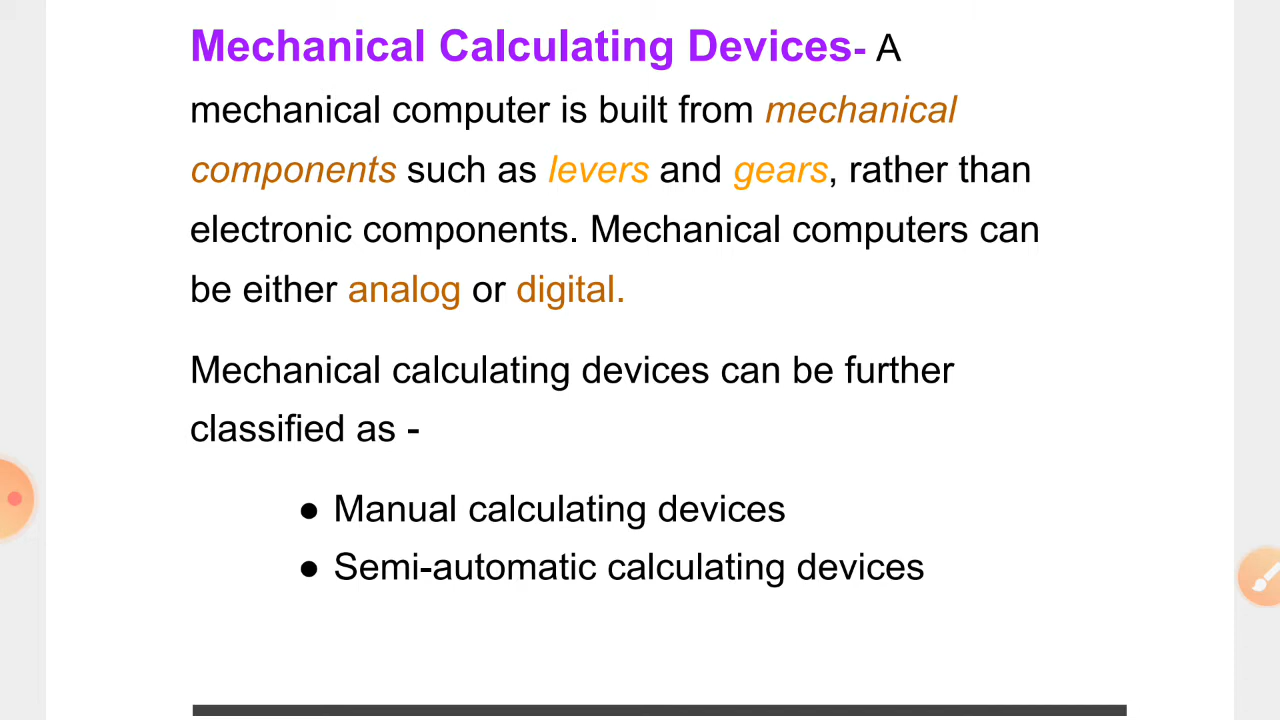 Mechanical Calculating Devices- A
mechanical computer is built from mechanical
components such as levers and gears, rather than
electronic components. Mechanical computers can
be either analog or digital.
Mechanical calculating devices can be further
classified as -
● Manual calculating devices
● Semi-automatic calculating devices